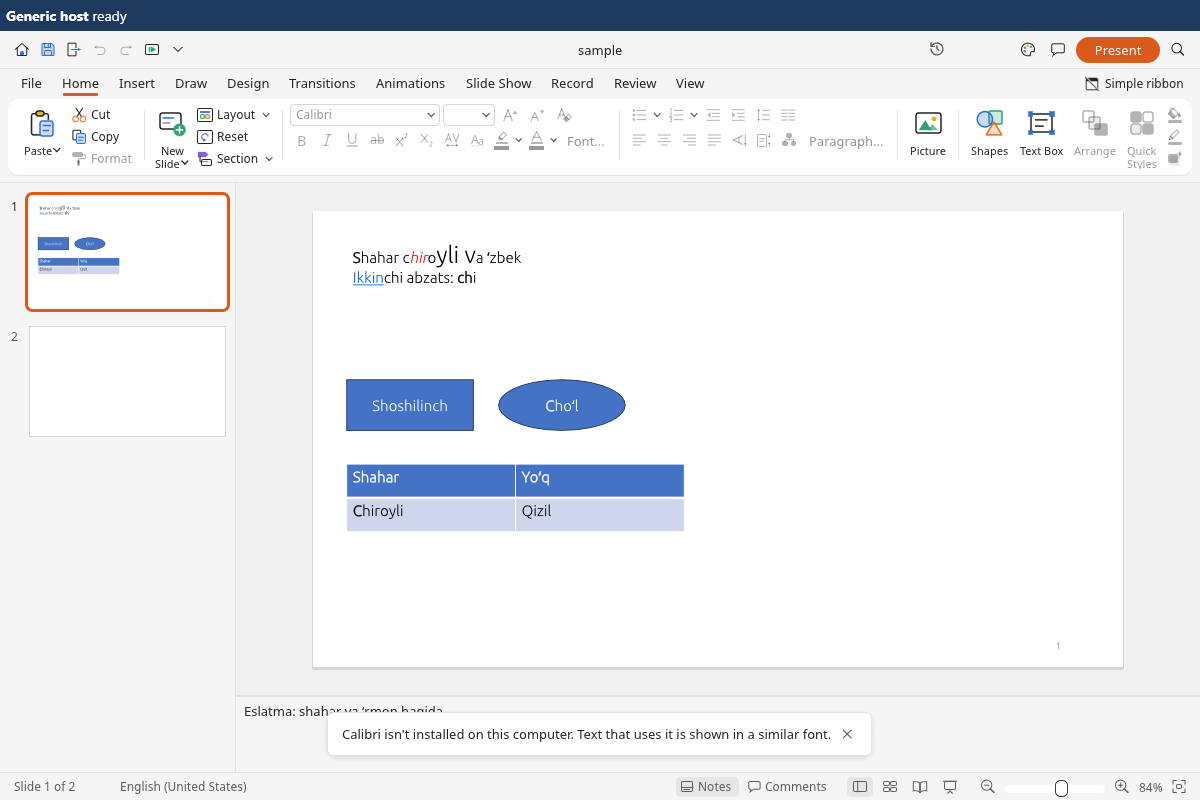 Generic host ready
sample
Present
File Home Insert Draw Design Transitions Animations Slide Show Record Review View
Simple ribbon
Paste
Cut
Copy
Format
New Slide
Layout
Reset
Section
Calibri
Font...
Paragraph...
Picture
Shapes
Text Box
Arrange
Quick Styles
1
2
Shahar chiroyli Va ʻzbek
Ikkinchi abzats: chi
Shoshilinch
Choʻl
Shahar Yoʻq
Chiroyli Qizil
1
Eslatma: shahar
Calibri isn't installed on this computer. Text that uses it is shown in a similar font.
Slide 1 of 2
English (United States)
Notes
Comments
84%